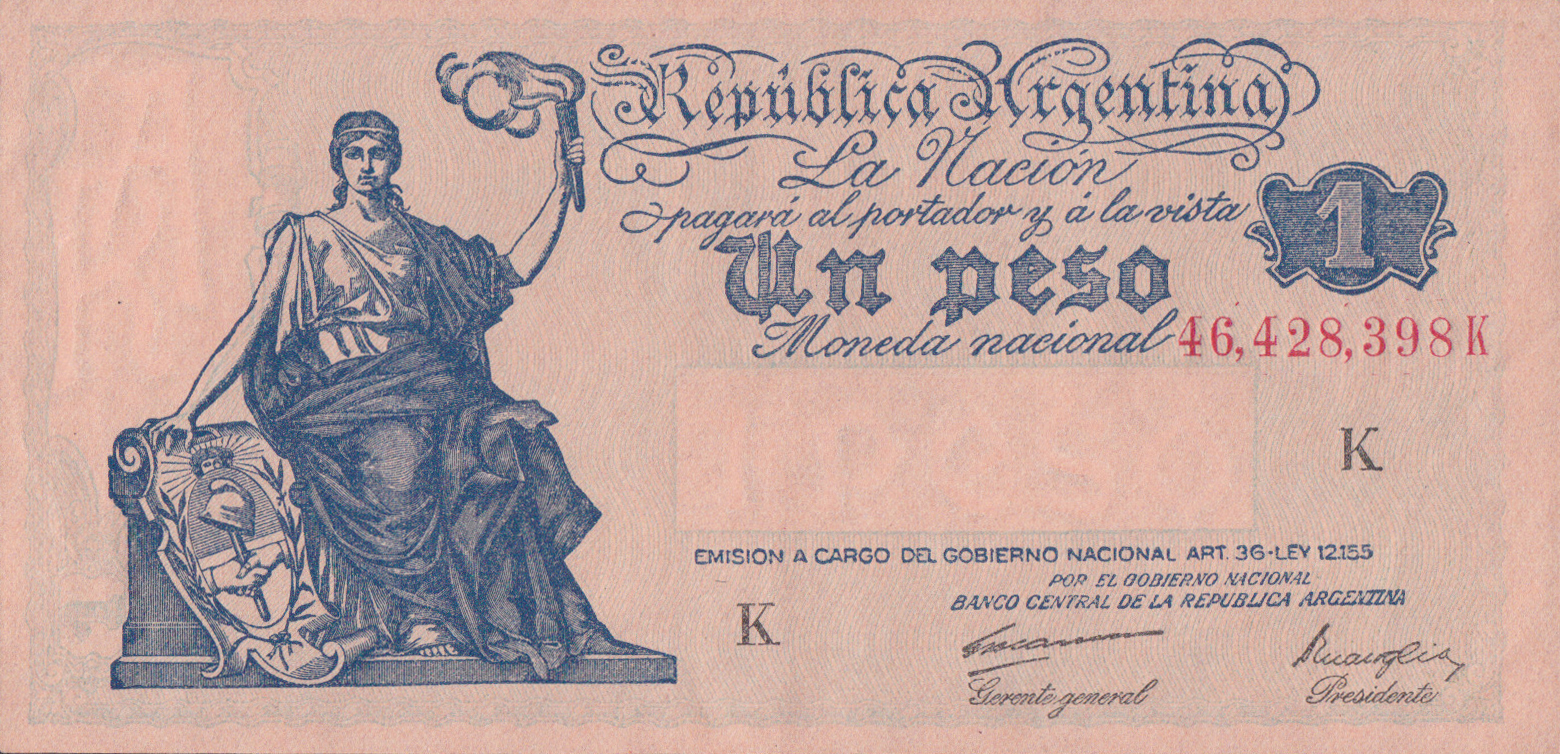 República Argentina
La Nación
pagará al portador y á la vista
1
Un peso
Moneda nacional
46,428,398K
K
EMISION A CARGO DEL GOBIERNO NACIONAL ART. 36-LEY 12.155
POR EL GOBIERNO NACIONAL
BANCO CENTRAL DE LA REPUBLICA ARGENTINA
K
Gerente general
Presidente